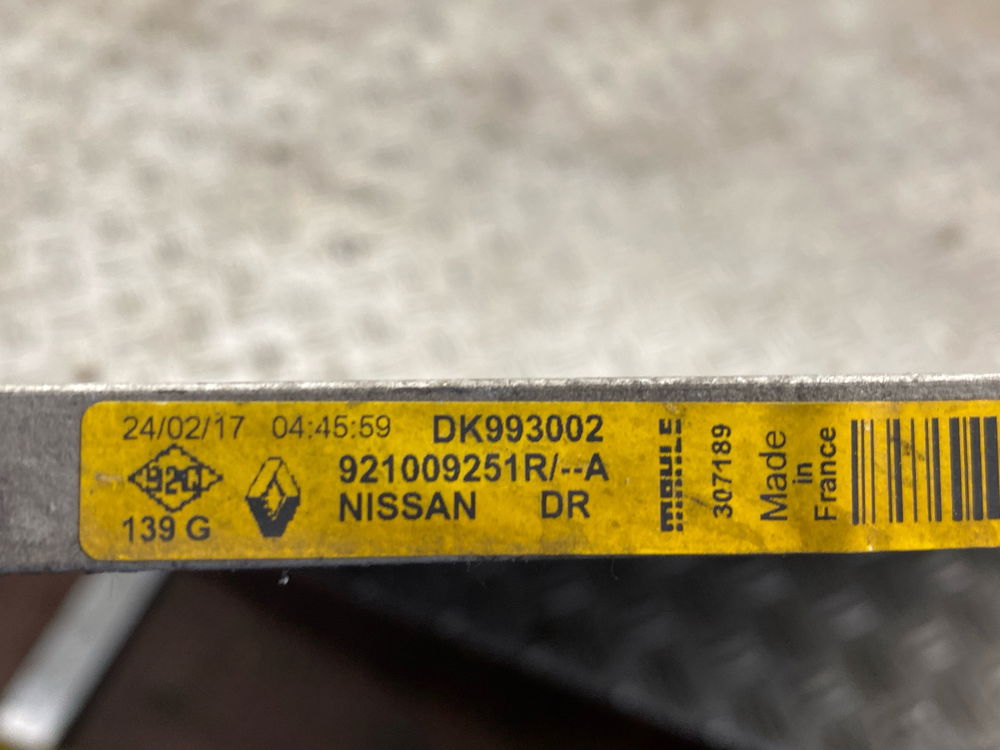 24/02/17 04:45:59 DK993002
921009251R/--A
NISSAN DR
139 G
MAHLE
307189
Made
in
France